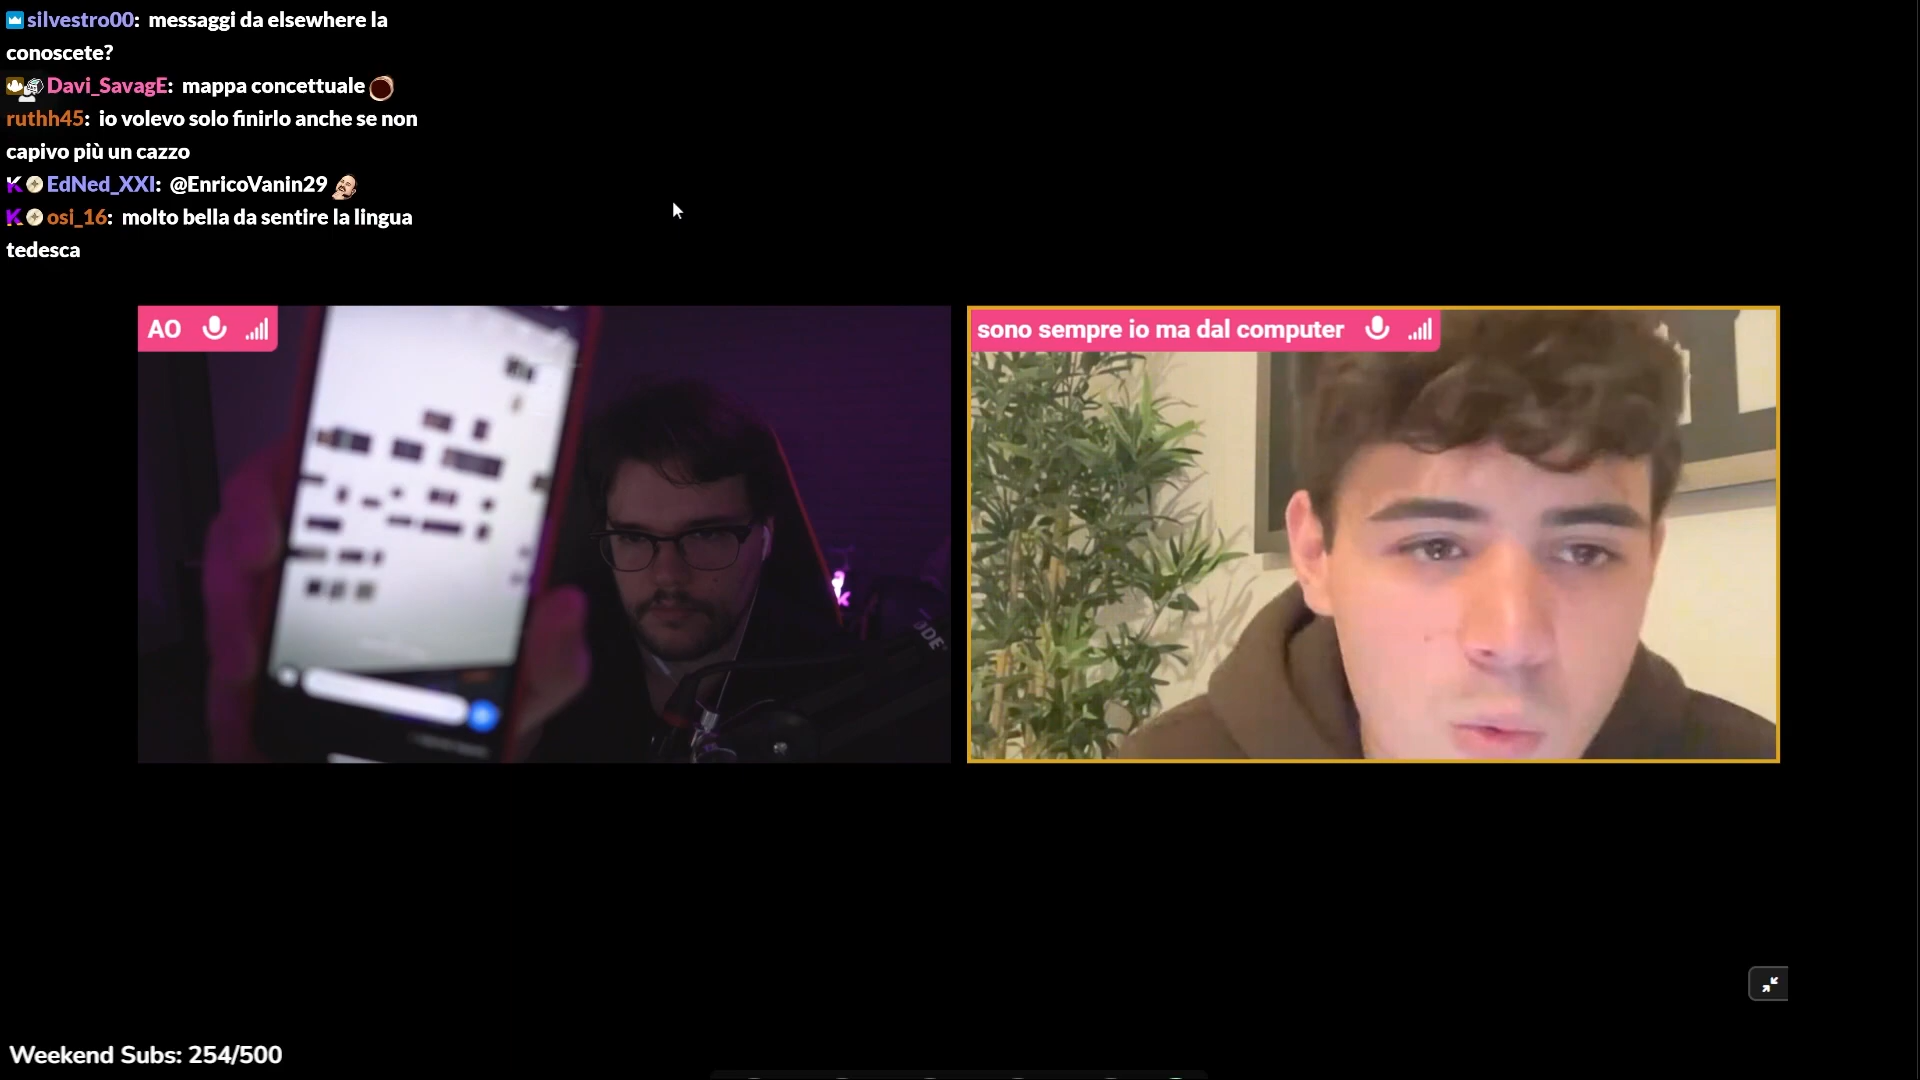 silvestro00: messaggi da elsewhere la
conoscete?
Davi_SavagE: mappa concettuale
ruthh45: io volevo solo finirlo anche se non
capivo più un cazzo
EdNed_XXI: @EnricoVanin29
osi_16: molto bella da sentire la lingua
tedesca
AO
sono sempre io ma dal computer
Weekend Subs: 254/500